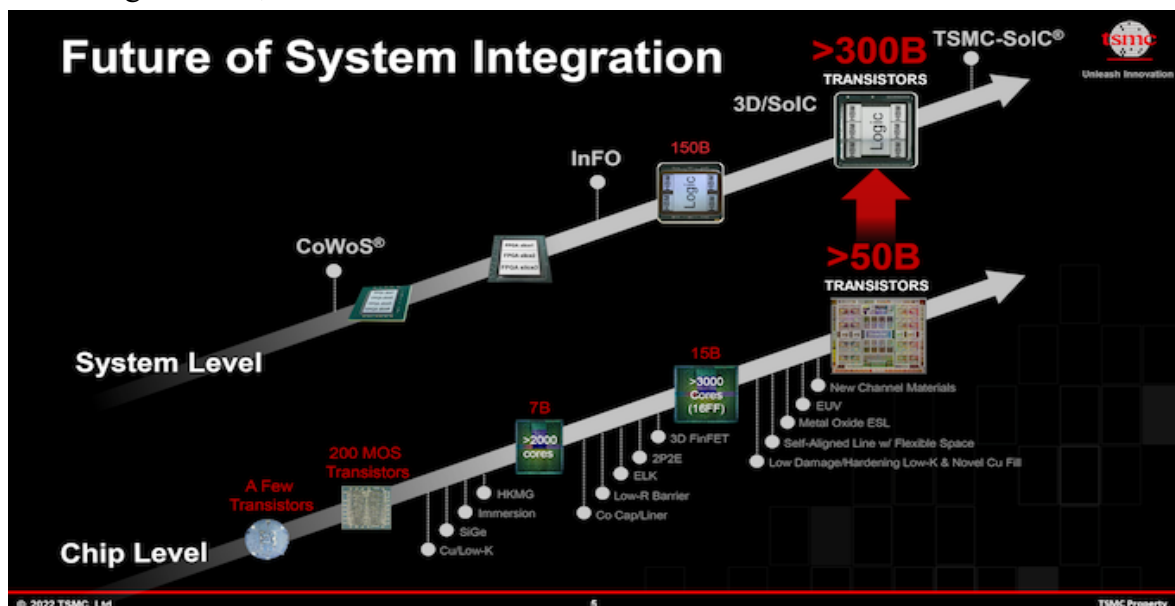 Future of System Integration
>300B
TRANSISTORS
TSMC-SoIC®
tsmc
Unleash Innovation
3D/SoIC
Logic
150B
Logic
InFO
CoWoS®
>50B
TRANSISTORS
System Level
15B
>3000
Cores
(16FF)
7B
>2000
cores
200 MOS
Transistors
A Few
Transistors
New Channel Materials
EUV
Metal Oxide ESL
Self-Aligned Line w/ Flexible Space
Low Damage/Hardening Low-K & Novel Cu Fill
3D FinFET
2P2E
ELK
Low-R Barrier
Co Cap/Liner
HKMG
Immersion
SiGe
Cu/Low-K
Chip Level
© 2022 TSMC, Ltd
5
TSMC Property